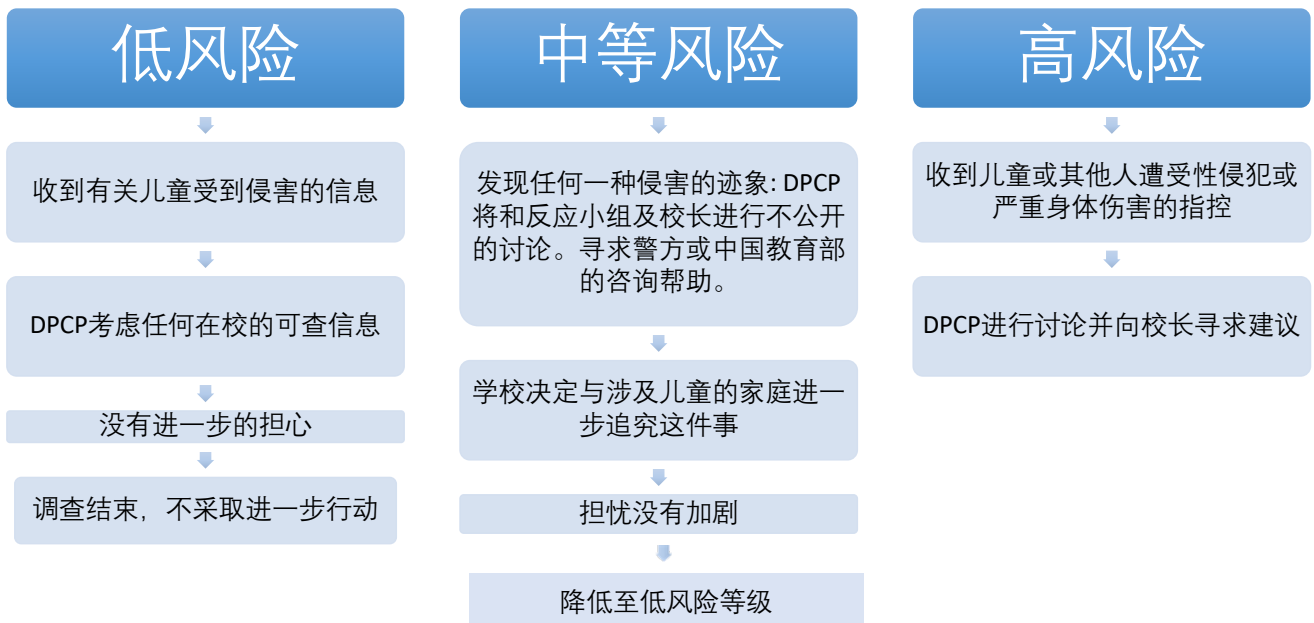 低风险
收到有关儿童受到侵害的信息
DPCP考虑任何在校的可查信息
没有进一步的担心
调查结束，不采取进一步行动
中等风险
发现任何一种侵害的迹象: DPCP
将和反应小组及校长进行不公开
的讨论。寻求警方或中国教育部
的咨询帮助。
学校决定与涉及儿童的家庭进一
步追究这件事
担忧没有加剧
降低至低风险等级
高风险
收到儿童或其他人遭受性侵犯或
严重身体伤害的指控
DPCP进行讨论并向校长寻求建议